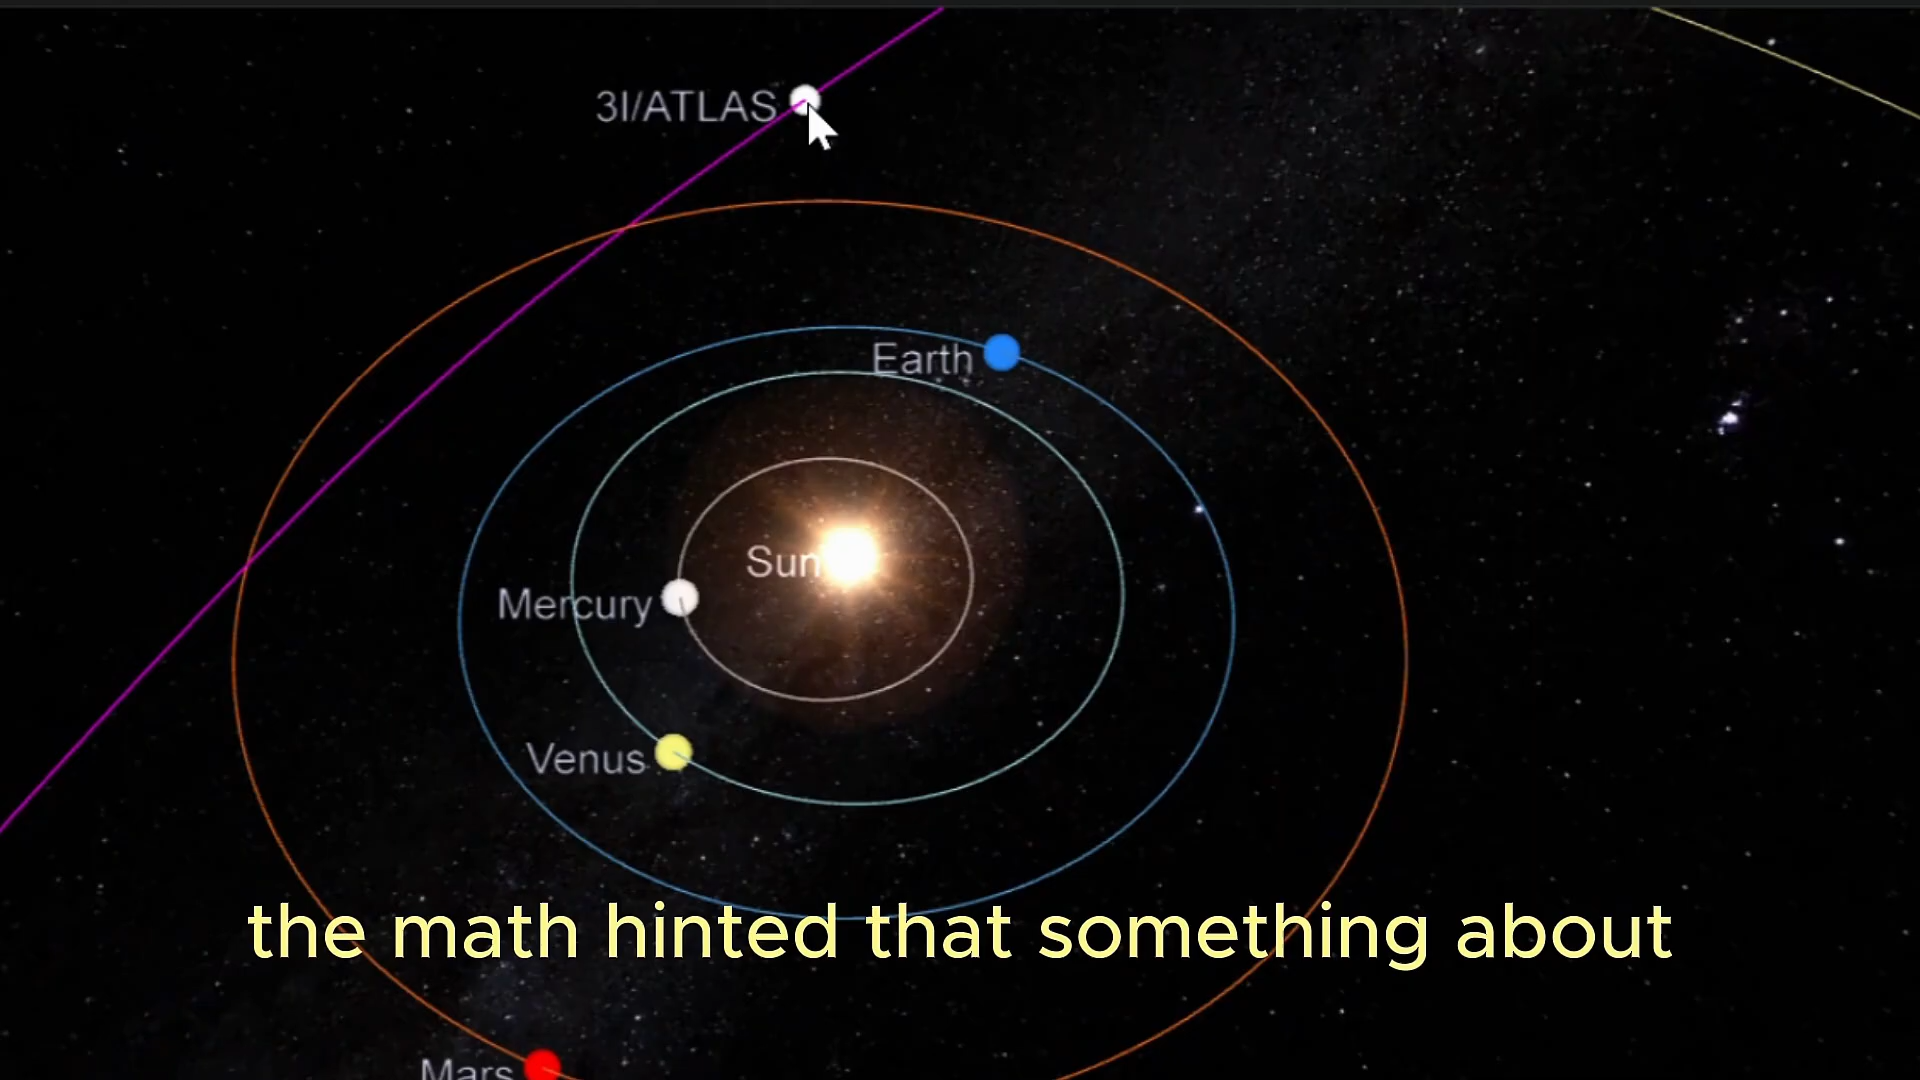 3I/ATLAS
Earth
Sun
Mercury
Venus
the math hinted that something about
Mars